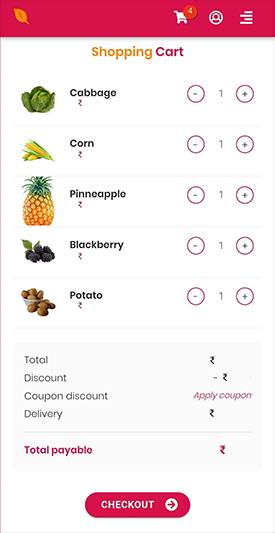 4
Shopping Cart
Cabbage
₹
- 1 +
Corn
₹
- 1 +
Pinneapple
₹
- 1 +
Blackberry
₹
- 1 +
Potato
₹
- 1 +
Total ₹
Discount - ₹
Coupon discount Apply coupon
Delivery ₹
Total payable ₹
CHECKOUT